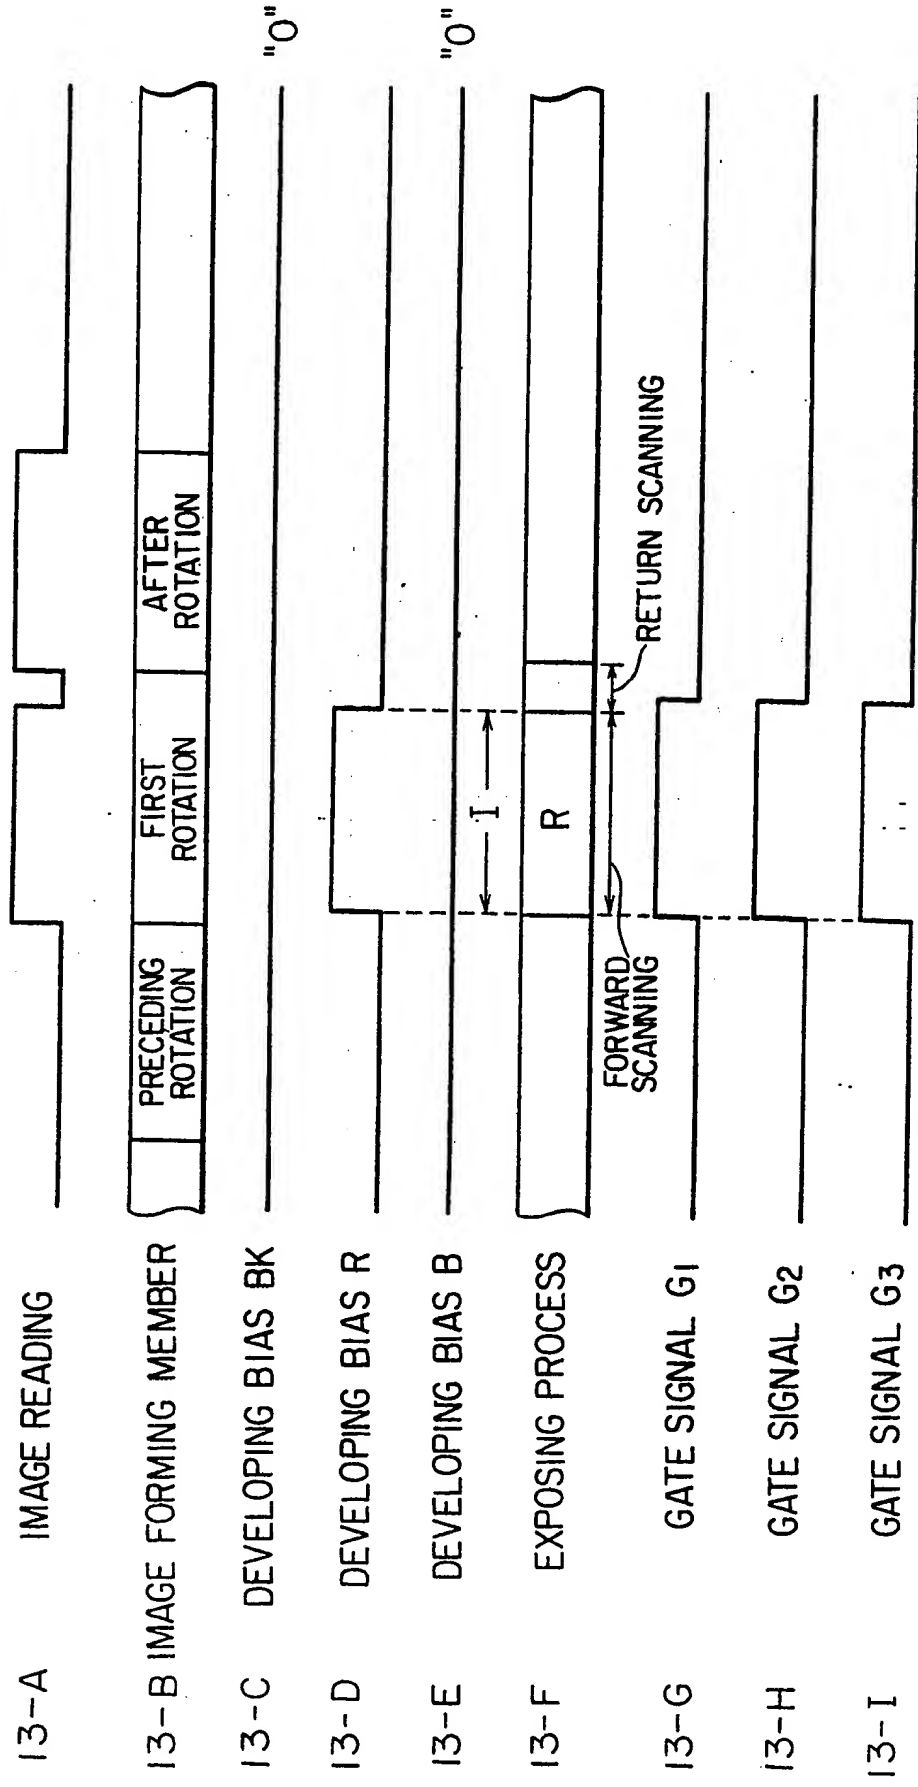 13-A IMAGE READING
13-B IMAGE FORMING MEMBER
PRECEDING
ROTATION
FIRST
ROTATION
AFTER
ROTATION
13-C DEVELOPING BIAS BK
"O"
13-D DEVELOPING BIAS R
13-E DEVELOPING BIAS B
"O"
I
13-F EXPOSING PROCESS
R
FORWARD
SCANNING
RETURN SCANNING
13-G GATE SIGNAL G1
13-H GATE SIGNAL G2
13-I GATE SIGNAL G3